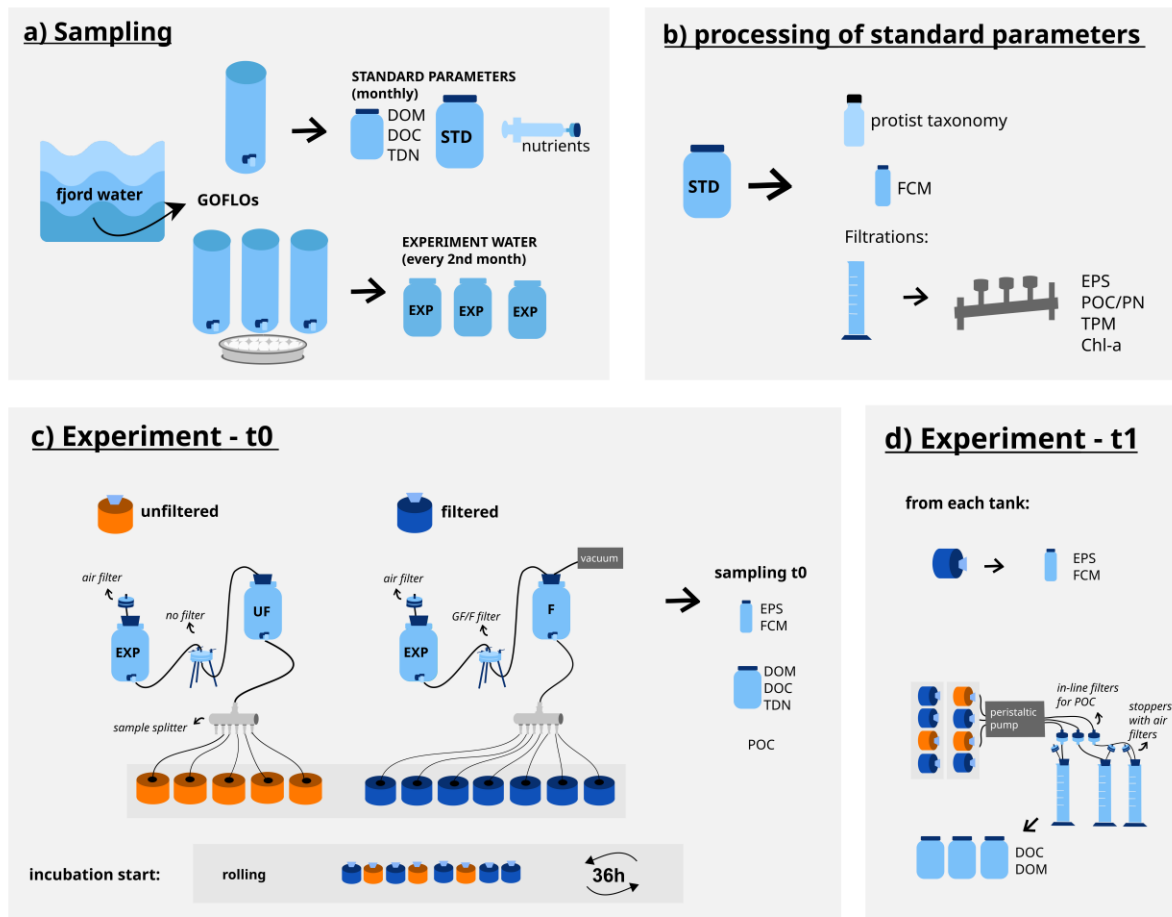 a) Sampling
STANDARD PARAMETERS
(monthly)
DOM
DOC
TDN
STD
nutrients
fjord water
GOFLOs
EXPERIMENT WATER
(every 2nd month)
EXP
EXP
EXP
b) processing of standard parameters
STD
protist taxonomy
FCM
Filtrations:
EPS
POC/PN
TPM
Chl-a
c) Experiment - t0
unfiltered
filtered
air filter
no filter
UF
EXP
sample splitter
vacuum
air filter
GF/F filter
F
EXP
sampling t0
EPS
FCM
DOM
DOC
TDN
POC
incubation start:
rolling
36h
d) Experiment - t1
from each tank:
EPS
FCM
peristaltic
pump
in-line filters
for POC
stoppers
with air
filters
DOC
DOM